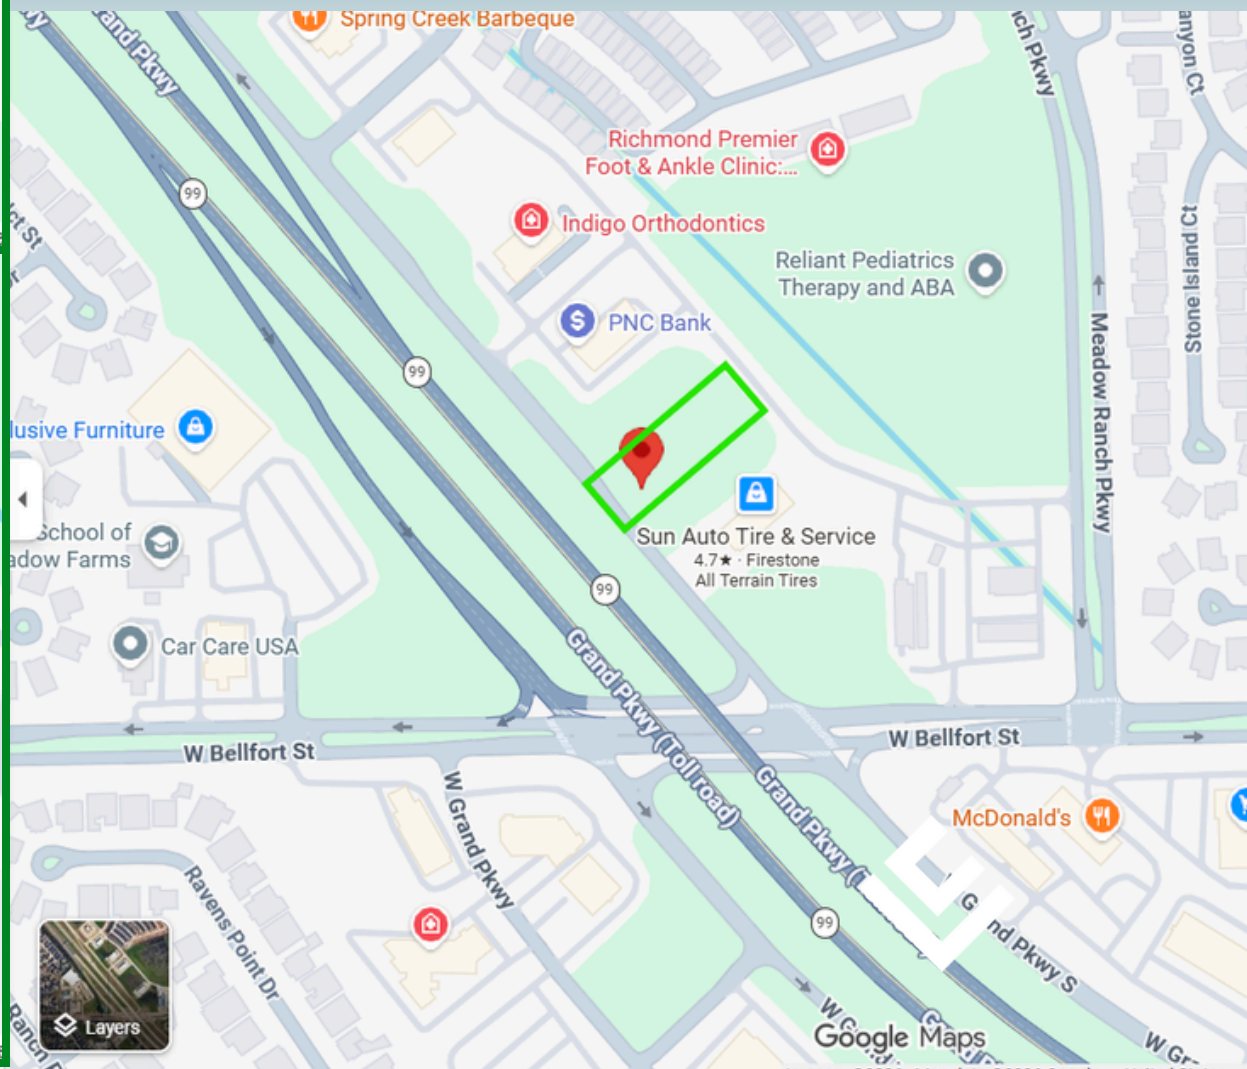 Spring Creek Barbeque
Grand Pkwy
Richmond Premier
Foot & Ankle Clinic:...
99
Indigo Orthodontics
Reliant Pediatrics
Therapy and ABA
PNC Bank
99
Meadow Ranch Pkwy
Stone Island Ct
lusive Furniture
School of
adow Farms
Sun Auto Tire & Service
4.7★ · Firestone
All Terrain Tires
99
Car Care USA
Grand Pkwy (Toll road)
W Bellfort St
W Bellfort St
W Grand Pkwy
Grand Pkwy
McDonald's
Ravens Point Dr
99
nd Pkwy S
Layers
Google Maps